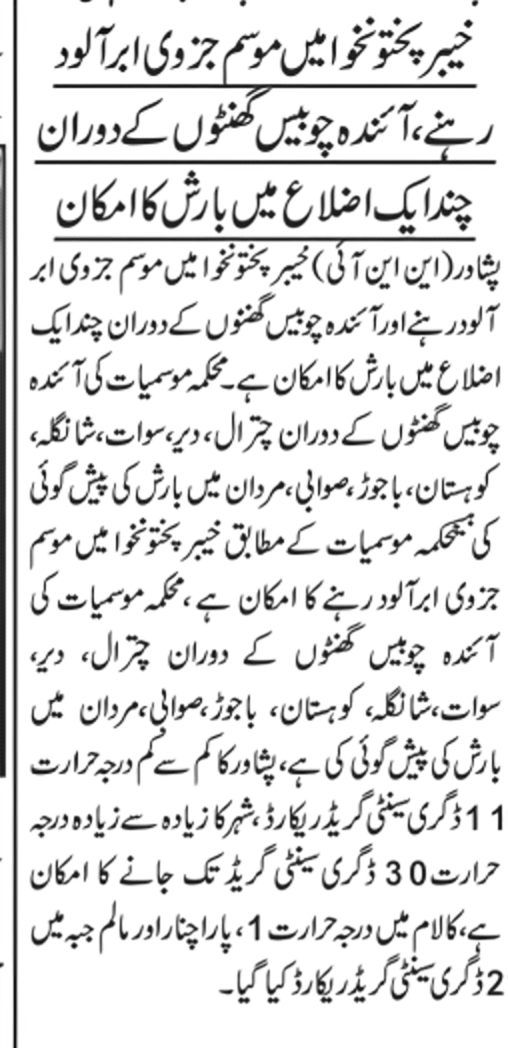 خیبر پختونخوا میں موسم جزوی ابر آلود
رہنے، آئندہ چوبیس گھنٹوں کے دوران
چند ایک اضلاع میں بارش کا امکان
پشاور (این این آئی) خیبر پختونخوا میں موسم جزوی ابر
آلود رہنے اور آئندہ چوبیس گھنٹوں کے دوران چند ایک
اضلاع میں بارش کا امکان ہے۔ محکمہ موسمیات کی آئندہ
چوبیس گھنٹوں کے دوران چترال، دیر، سوات، شانگلہ،
کوہستان، باجوڑ، صوابی، مردان میں بارش کی پیش گوئی
کی محکمہ موسمیات کے مطابق خیبر پختونخوا میں موسم
جزوی ابر آلود رہنے کا امکان ہے، محکمہ موسمیات کی
آئندہ چوبیس گھنٹوں کے دوران چترال، دیر،
سوات، شانگلہ، کوہستان، باجوڑ، صوابی، مردان میں
بارش کی پیش گوئی کی ہے، پشاور کا کم سے کم درجہ حرارت
11 ڈگری سینٹی گریڈ ریکارڈ، شہر کا زیادہ سے زیادہ درجہ
حرارت 30 ڈگری سینٹی گریڈ تک جانے کا امکان
ہے، کالام میں درجہ حرارت 1، پارا چنار اور مالم جبہ میں
2 ڈگری سینٹی گریڈ ریکارڈ کیا گیا۔